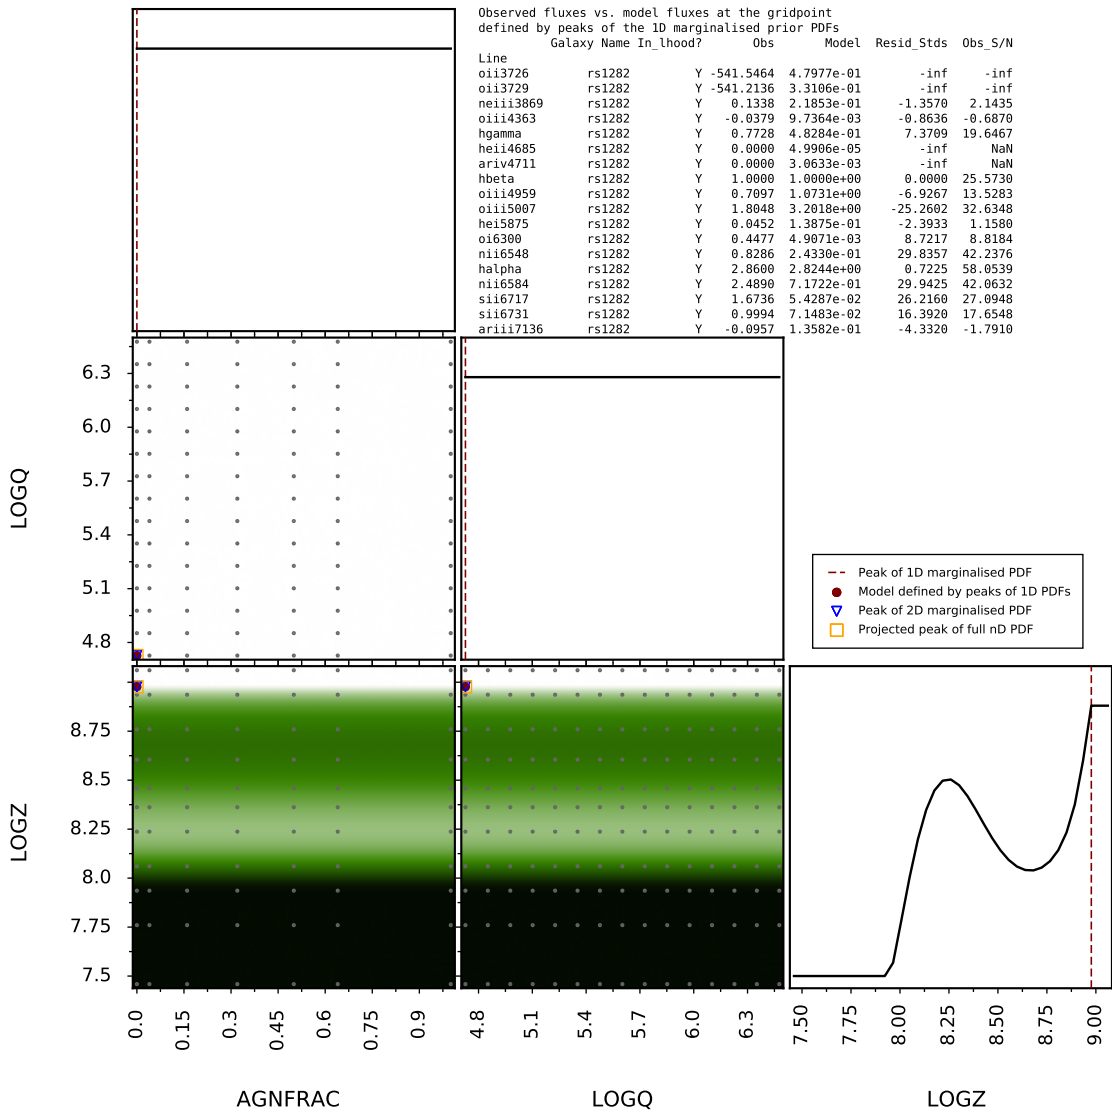 Observed fluxes vs. model fluxes at the gridpoint
defined by peaks of the 1D marginalised prior PDFs
Galaxy Name In_lhood? Obs Model Resid_Stds Obs_S/N
Line
oii3726 rs1282 Y -541.5464 4.7977e-01 -inf -inf
oii3729 rs1282 Y -541.2136 3.3106e-01 -inf -inf
neiii3869 rs1282 Y 0.1338 2.1853e-01 -1.3570 2.1435
oiii4363 rs1282 Y -0.0379 9.7364e-03 -0.8636 -0.6870
hgamma rs1282 Y 0.7728 4.8284e-01 7.3709 19.6467
heii4685 rs1282 Y 0.0000 4.9906e-05 -inf NaN
ariv4711 rs1282 Y 0.0000 3.0633e-03 -inf NaN
hbeta rs1282 Y 1.0000 1.0000e+00 0.0000 25.5730
oiii4959 rs1282 Y 0.7097 1.0731e+00 -6.9267 13.5283
oiii5007 rs1282 Y 1.8048 3.2018e+00 -25.2602 32.6348
hei5875 rs1282 Y 0.0452 1.3875e-01 -2.3933 1.1580
oi6300 rs1282 Y 0.4477 4.9071e-03 8.7217 8.8184
nii6548 rs1282 Y 0.8286 2.4330e-01 29.8357 42.2376
halpha rs1282 Y 2.8600 2.8244e+00 0.7225 58.0539
nii6584 rs1282 Y 2.4890 7.1722e-01 29.9425 42.0632
sii6717 rs1282 Y 1.6736 5.4287e-02 26.2160 27.0948
sii6731 rs1282 Y 0.9994 7.1483e-02 16.3920 17.6548
ariii7136 rs1282 Y -0.0957 1.3582e-01 -4.3320 -1.7910
LOGQ
6.3
6.0
5.7
5.4
5.1
4.8
Peak of 1D marginalised PDF
Model defined by peaks of 1D PDFs
Peak of 2D marginalised PDF
Projected peak of full nD PDF
LOGZ
8.75
8.5
8.25
8.0
7.75
7.5
0.0 0.15 0.3 0.45 0.6 0.75 0.9
4.8 5.1 5.4 5.7 6.0 6.3
7.50 7.75 8.00 8.25 8.50 8.75 9.00
AGNFRAC LOGQ LOGZ